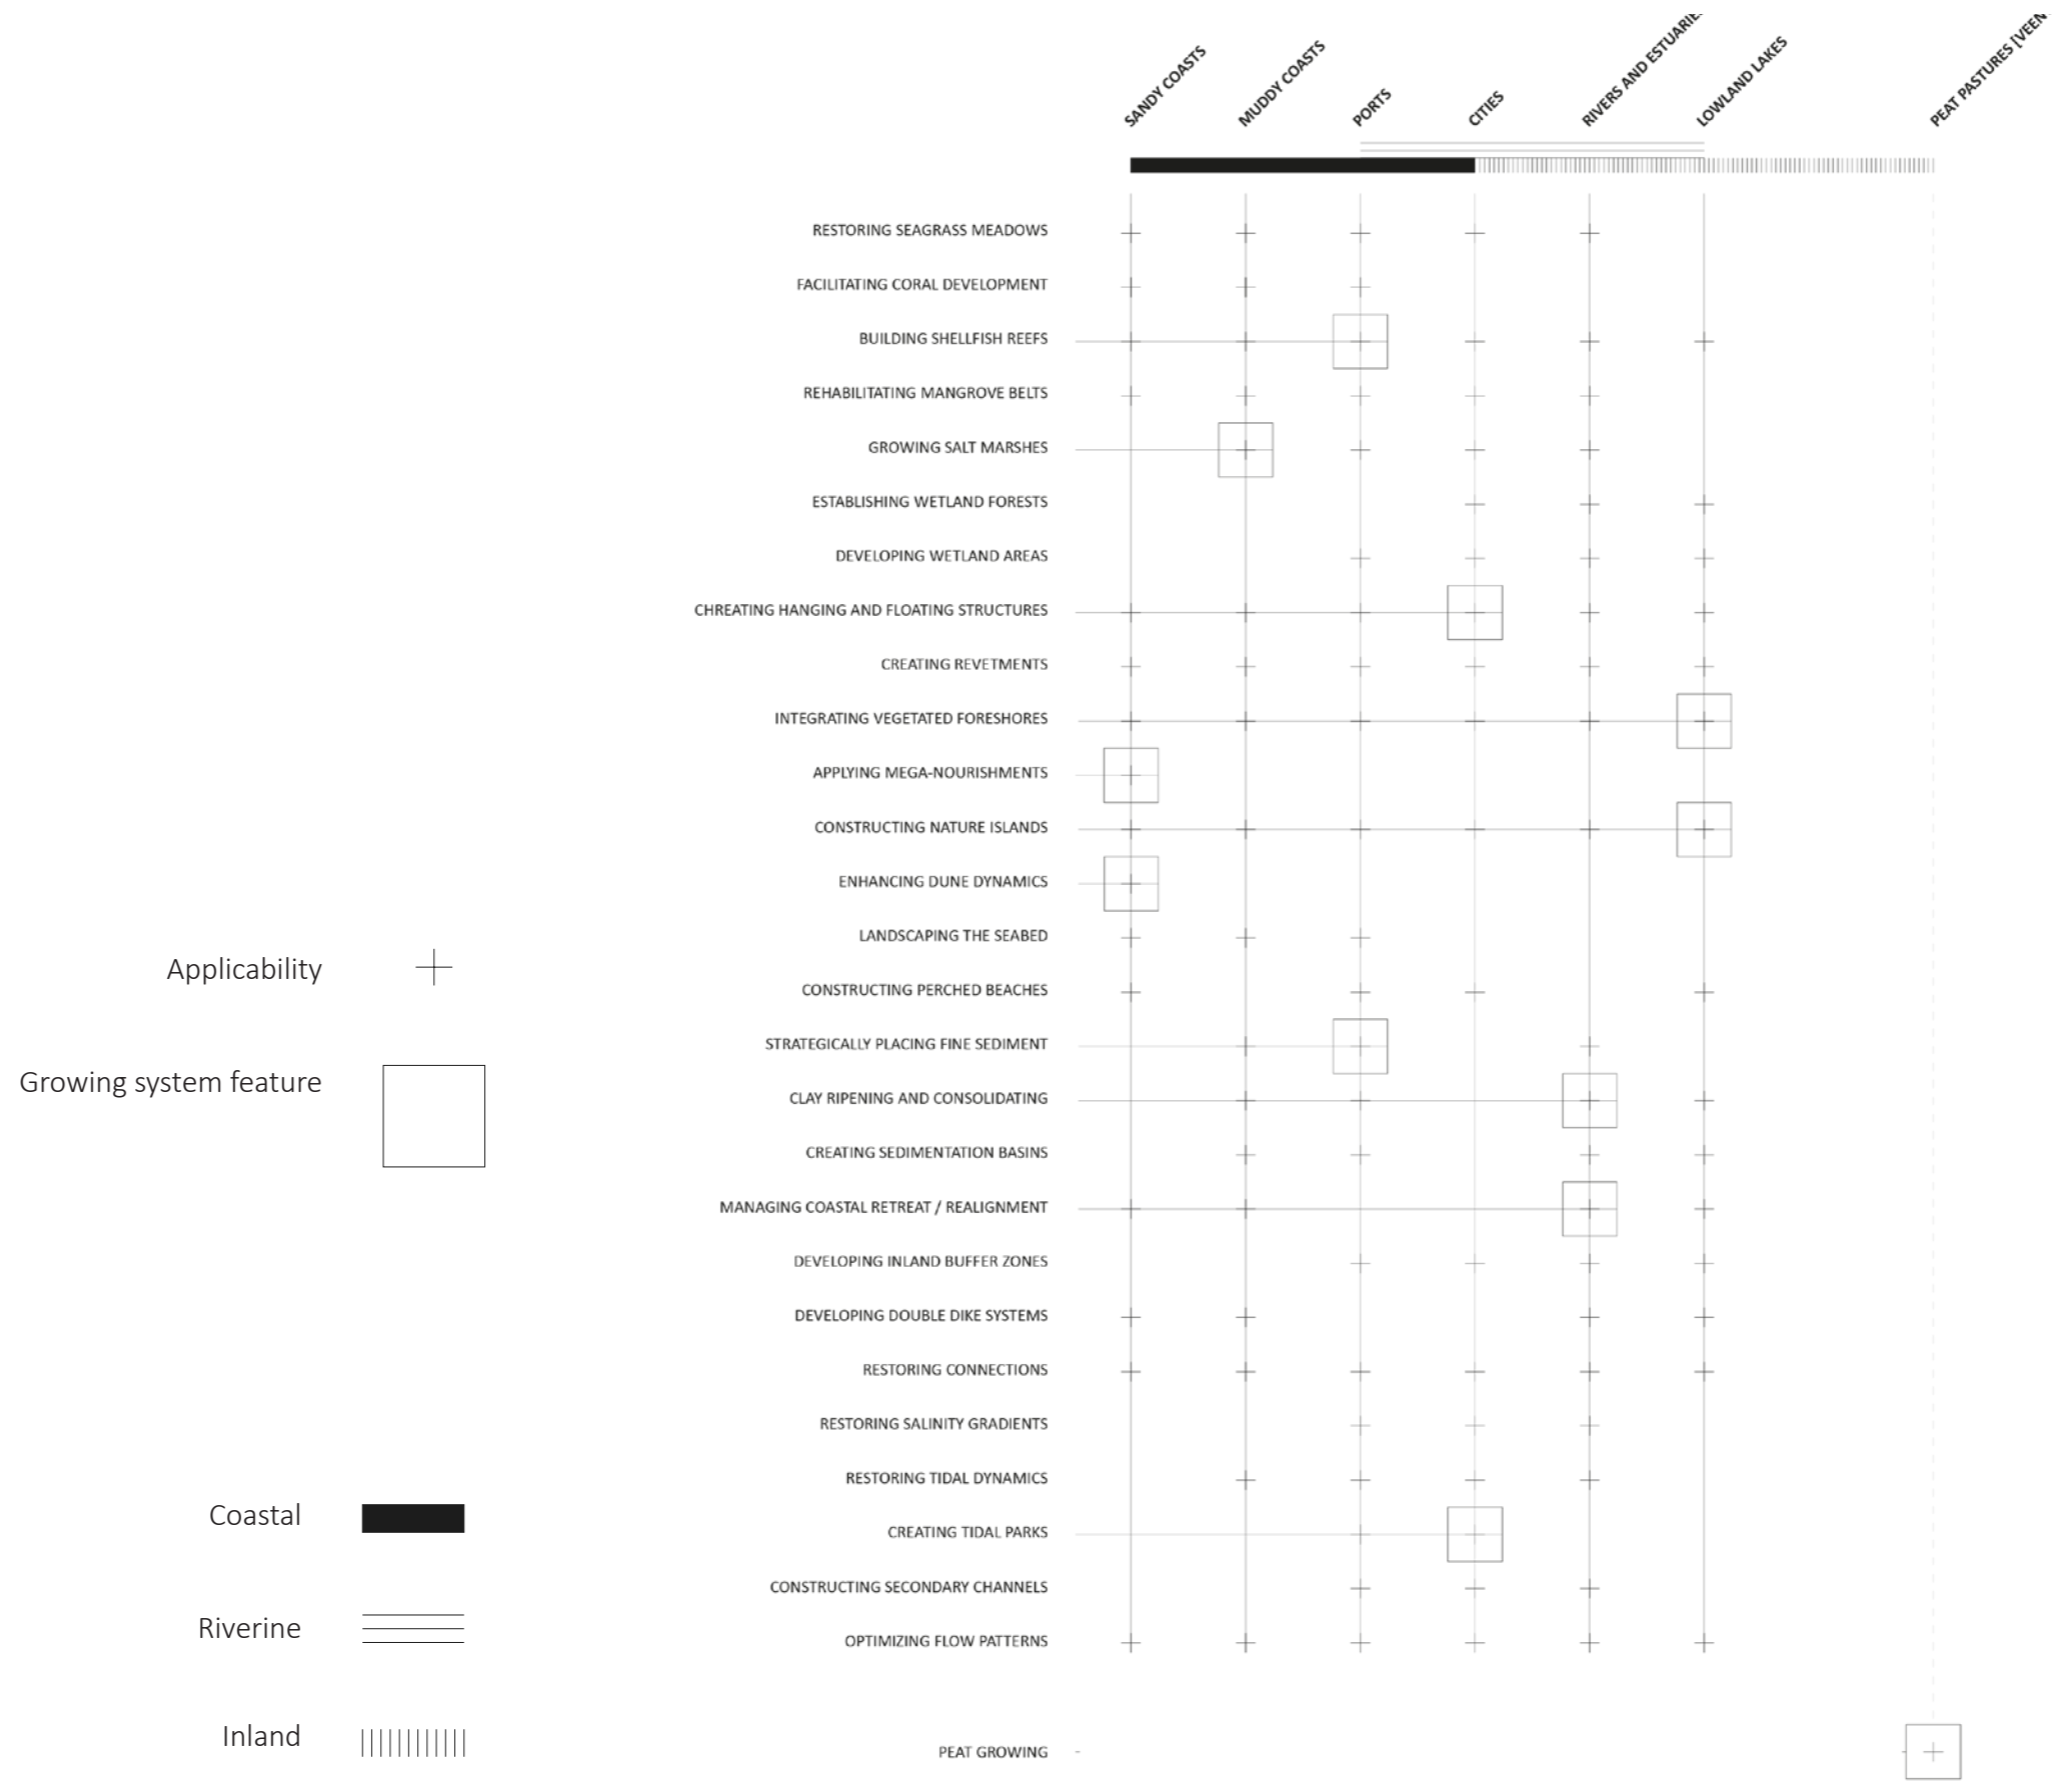 SANDY COASTS
MUDDY COASTS
PORTS
CITIES
RIVERS AND ESTUARIE
LOWLAND LAKES
PEAT PASTURES [VEEN
RESTORING SEAGRASS MEADOWS
FACILITATING CORAL DEVELOPMENT
BUILDING SHELLFISH REEFS
REHABILITATING MANGROVE BELTS
GROWING SALT MARSHES
ESTABLISHING WETLAND FORESTS
DEVELOPING WETLAND AREAS
CHREATING HANGING AND FLOATING STRUCTURES
CREATING REVETMENTS
INTEGRATING VEGETATED FORESHORES
APPLYING MEGA-NOURISHMENTS
CONSTRUCTING NATURE ISLANDS
ENHANCING DUNE DYNAMICS
LANDSCAPING THE SEABED
CONSTRUCTING PERCHED BEACHES
STRATEGICALLY PLACING FINE SEDIMENT
CLAY RIPENING AND CONSOLIDATING
CREATING SEDIMENTATION BASINS
MANAGING COASTAL RETREAT / REALIGNMENT
DEVELOPING INLAND BUFFER ZONES
DEVELOPING DOUBLE DIKE SYSTEMS
RESTORING CONNECTIONS
RESTORING SALINITY GRADIENTS
RESTORING TIDAL DYNAMICS
CREATING TIDAL PARKS
CONSTRUCTING SECONDARY CHANNELS
OPTIMIZING FLOW PATTERNS
PEAT GROWING
Applicability
Growing system feature
Coastal
Riverine
Inland